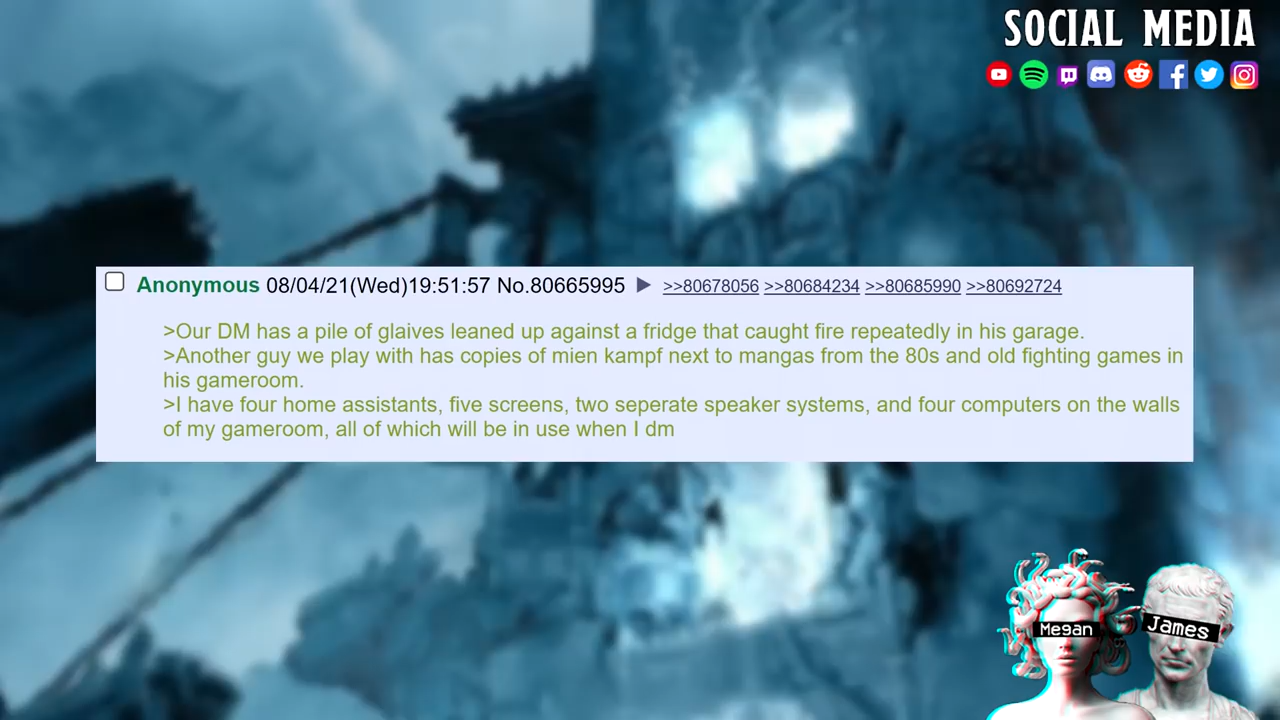 SOCIAL MEDIA
Anonymous 08/04/21(Wed)19:51:57 No.80665995 ▶ >>80678056 >>80684234 >>80685990 >>80692724
>Our DM has a pile of glaives leaned up against a fridge that caught fire repeatedly in his garage.
>Another guy we play with has copies of mien kampf next to mangas from the 80s and old fighting games in
his gameroom.
>I have four home assistants, five screens, two seperate speaker systems, and four computers on the walls
of my gameroom, all of which will be in use when I dm
Megan
James